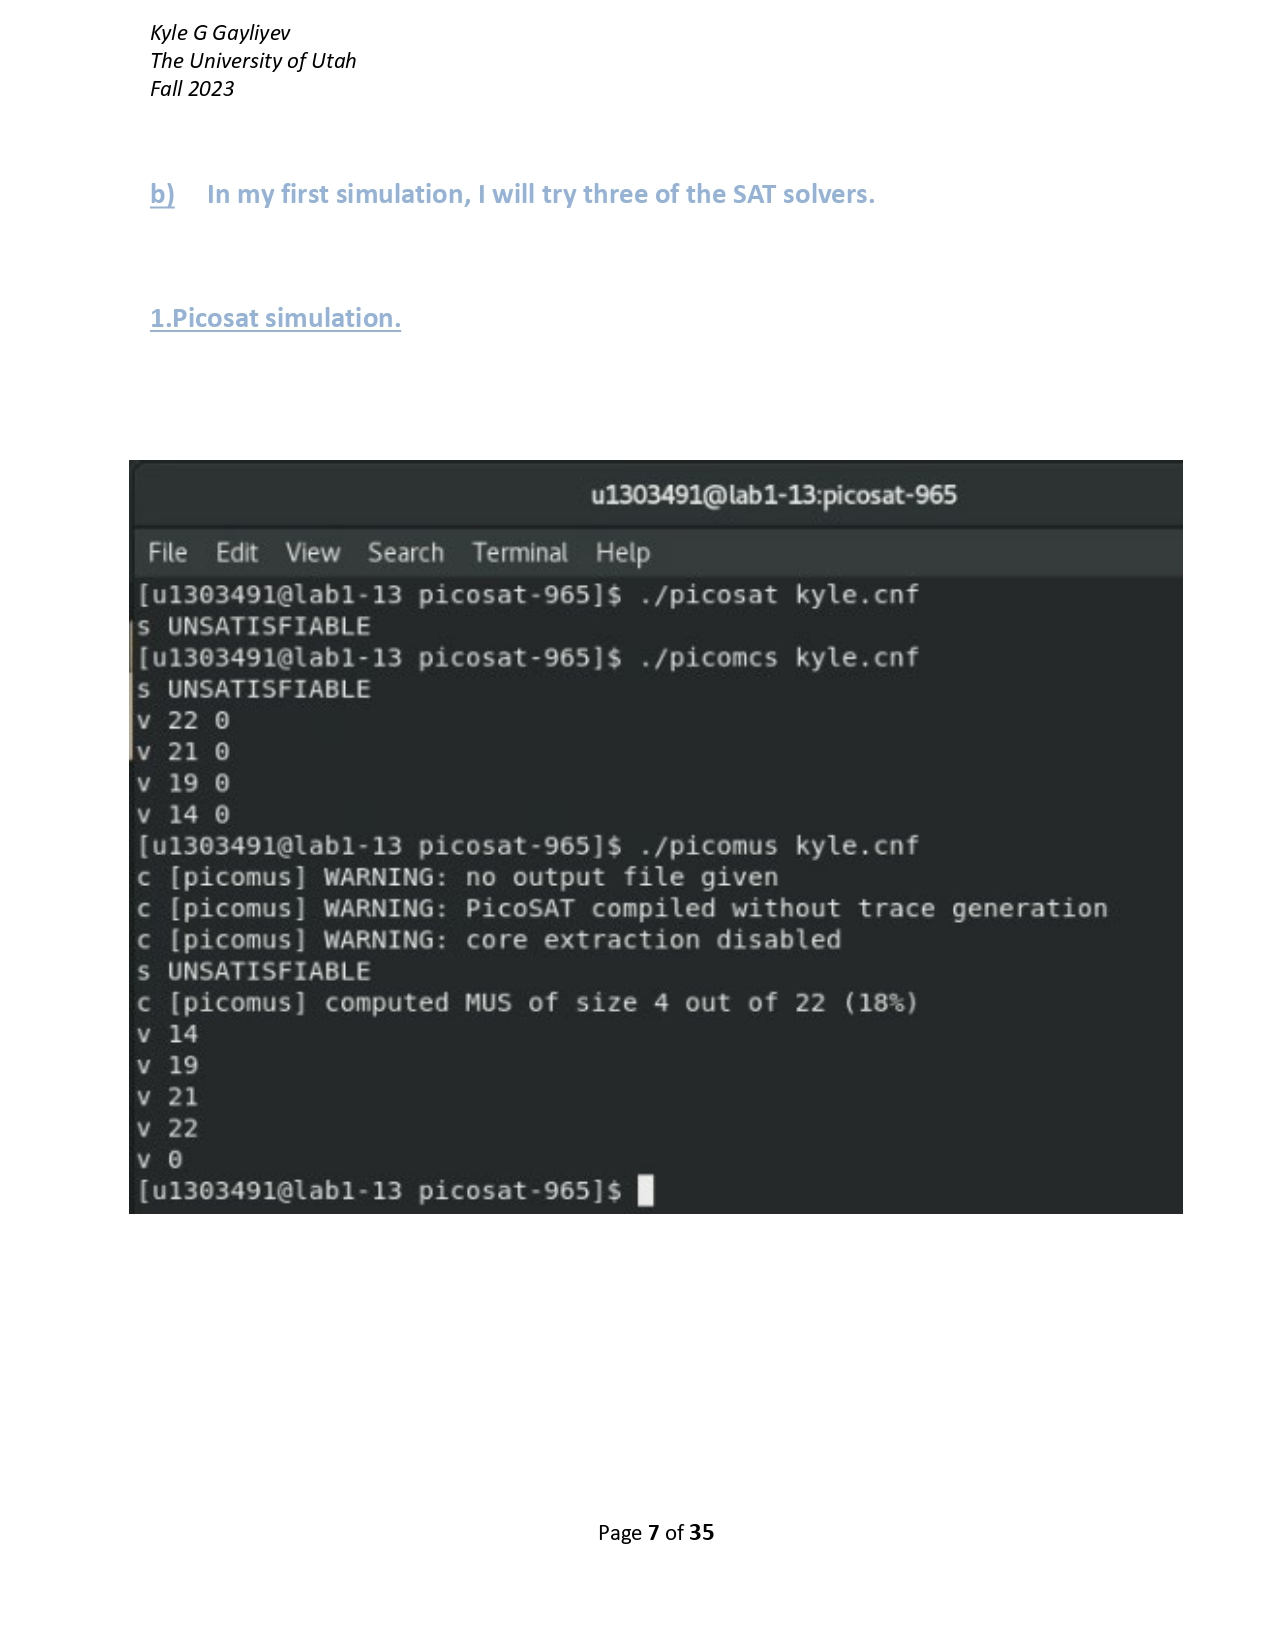 Kyle G Gayliyev
The University of Utah
Fall 2023
b) In my first simulation, I will try three of the SAT solvers.
1.Picosat simulation.
u1303491@lab1-13:picosat-965
File Edit View Search Terminal Help
[u1303491@lab1-13 picosat-965]$ ./picosat kyle.cnf
s UNSATISFIABLE
[u1303491@lab1-13 picosat-965]$ ./picomcs kyle.cnf
s UNSATISFIABLE
v 22 0
v 21 0
v 19 0
v 14 0
[u1303491@lab1-13 picosat-965]$ ./picomus kyle.cnf
c [picomus] WARNING: no output file given
c [picomus] WARNING: PicoSAT compiled without trace generation
c [picomus] WARNING: core extraction disabled
s UNSATISFIABLE
c [picomus] computed MUS of size 4 out of 22 (18%)
v 14
v 19
v 21
v 22
v 0
[u1303491@lab1-13 picosat-965]$
Page 7 of 35